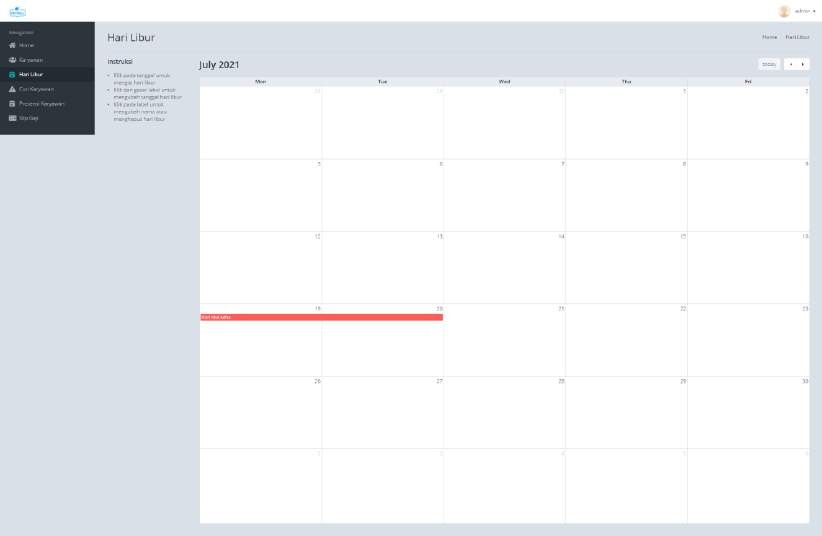 admin
Navigation
Home
Karyawan
Hari Libur
Cuti Karyawan
Presensi Karyawan
Slip Gaji
Hari Libur
Home Hari Libur
Instruksi
Klik pada tanggal untuk
mengisi hari libur
Klik dan geser label untuk
mengubah tanggal hari libur
Klik pada label untuk
mengubah nama atau
menghapus hari libur
July 2021
today
Mon Tue Wed Thu Fri
28 29 30 1 2
5 6 7 8 9
12 13 14 15 16
19 20 21 22 23
26 27 28 29 30
2 3 4 5 6